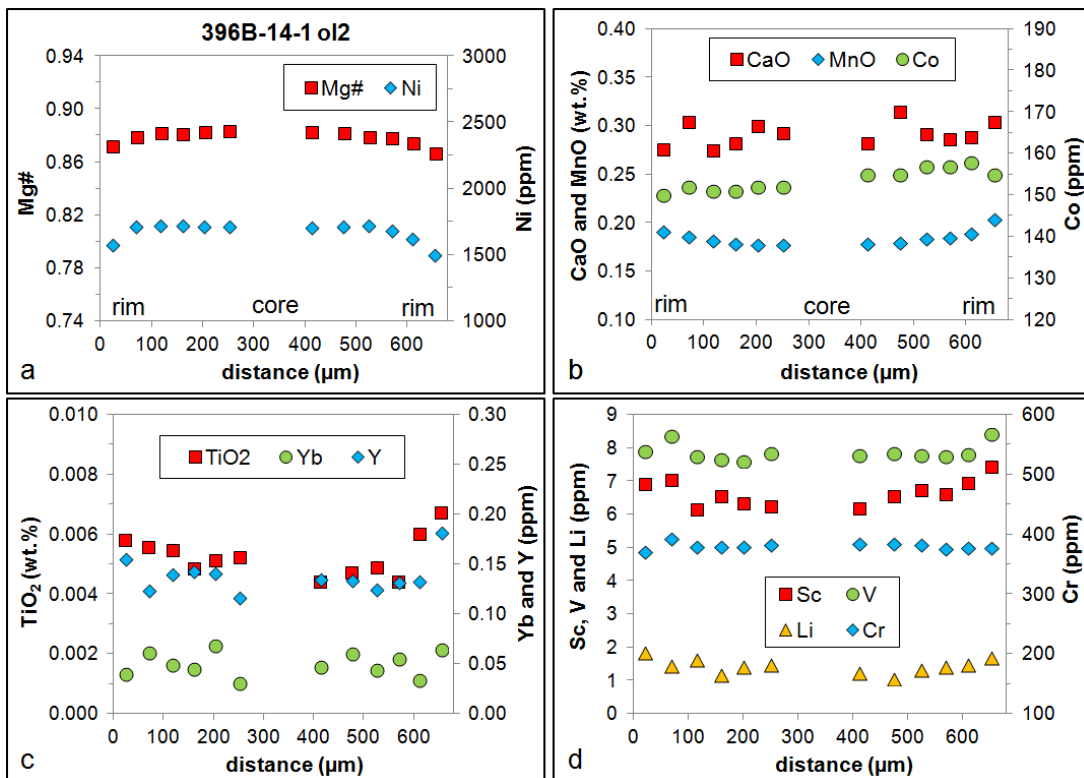 396B-14-1 ol2
0.94
0.90
0.86
0.82
0.78
0.74
Mg#
Mg# Ni
3000
2500
2000
1500
1000
Ni (ppm)
rim core rim
0 100 200 300 400 500 600
distance (µm)
a
0.40
0.35
0.30
0.25
0.20
0.15
0.10
CaO and MnO (wt.%)
CaO MnO Co
190
180
170
160
150
140
130
120
Co (ppm)
rim core rim
0 100 200 300 400 500 600
distance (µm)
b
0.010
0.008
0.006
0.004
0.002
0.000
TiO₂ (wt.%)
TiO2 Yb Y
0.30
0.25
0.20
0.15
0.10
0.05
0.00
Yb and Y (ppm)
0 100 200 300 400 500 600
distance (µm)
c
9
8
7
6
5
4
3
2
1
0
Sc, V and Li (ppm)
Sc V
Li Cr
600
500
400
300
200
100
Cr (ppm)
0 100 200 300 400 500 600
distance (µm)
d